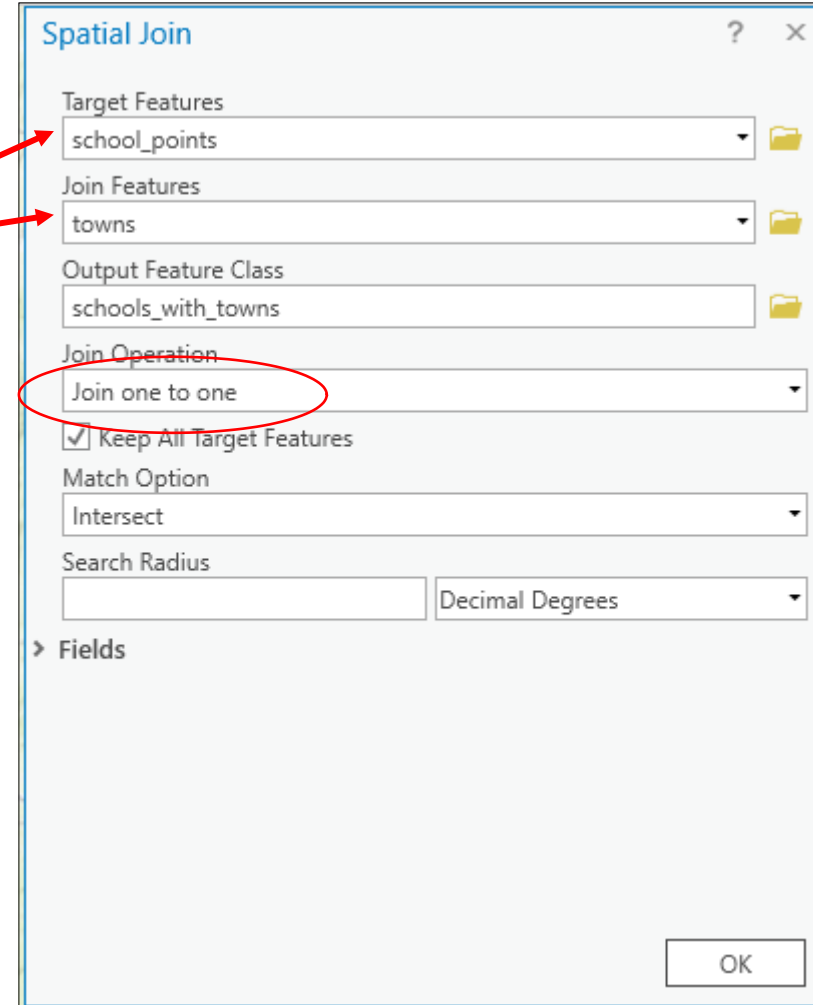 Spatial Join ?
Target Features
school_points
Join Features
towns
Output Feature Class
schools_with_towns
Join Operation
Join one to one
Keep All Target Features
Match Option
Intersect
Search Radius
Decimal Degrees
Fields
OK